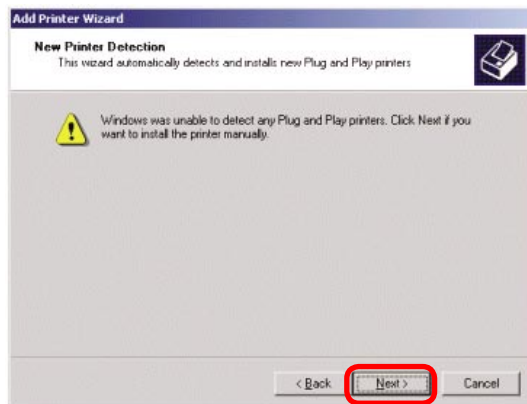 Add Printer Wizard
New Printer Detection
This wizard automatically detects and installs new Plug and Play printers
Windows was unable to detect any Plug and Play printers. Click Next if you
want to install the printer manually.
< Back
Next >
Cancel